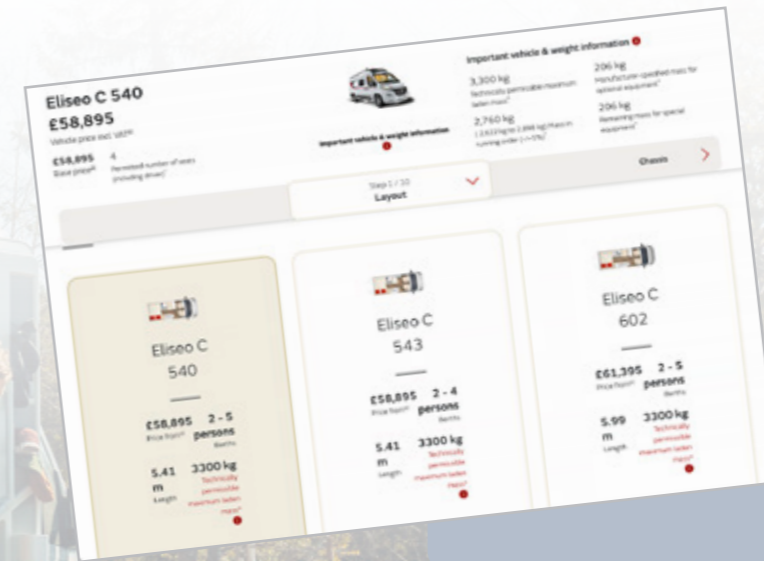 Eliseo C 540
£58,895
Vehicle price excl. VAT
£58,895
Base price
4
Permitted number of seats
(including driver)
Important vehicle & weight information
Important vehicle & weight information
3,300 kg
Technically permissible maximum
laden mass
2,760 kg
running order
206 kg
Manufacturer-specified mass for
optional equipment
206 kg
Remaining mass for special
equipment
Step 1 / 10
Layout
Chassis
Eliseo C
540
£58,895 2 - 5
Price from persons
Berths
5.41 3300 kg
m Technically
Length permissible
maximum laden
mass
Eliseo C
543
£58,895 2 - 4
Price from persons
Berths
5.41 3300 kg
m Technically
Length permissible
maximum laden
mass
Eliseo C
602
£61,395 2 - 5
Price from persons
Berths
5.99 3300 kg
m Technically
Length permissible
maximum laden
mass